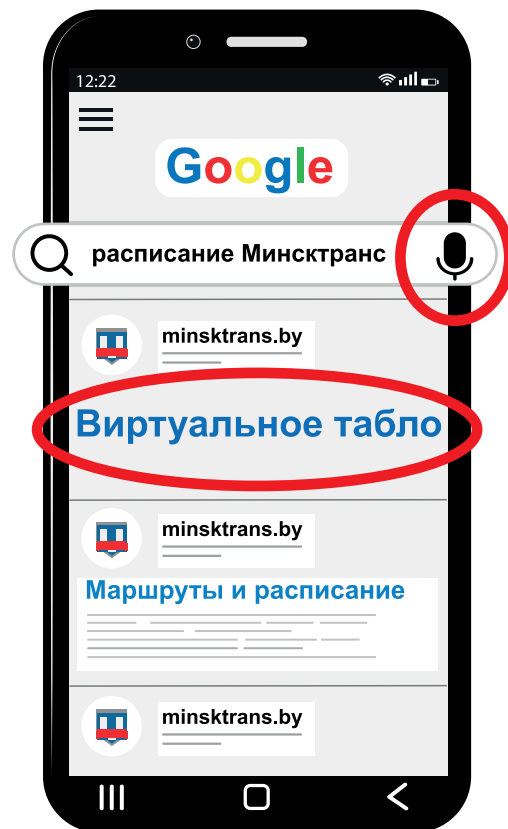 12:22
Google
расписание Минсктранс
minsktrans.by
Виртуальное табло
minsktrans.by
Маршруты и расписание
minsktrans.by